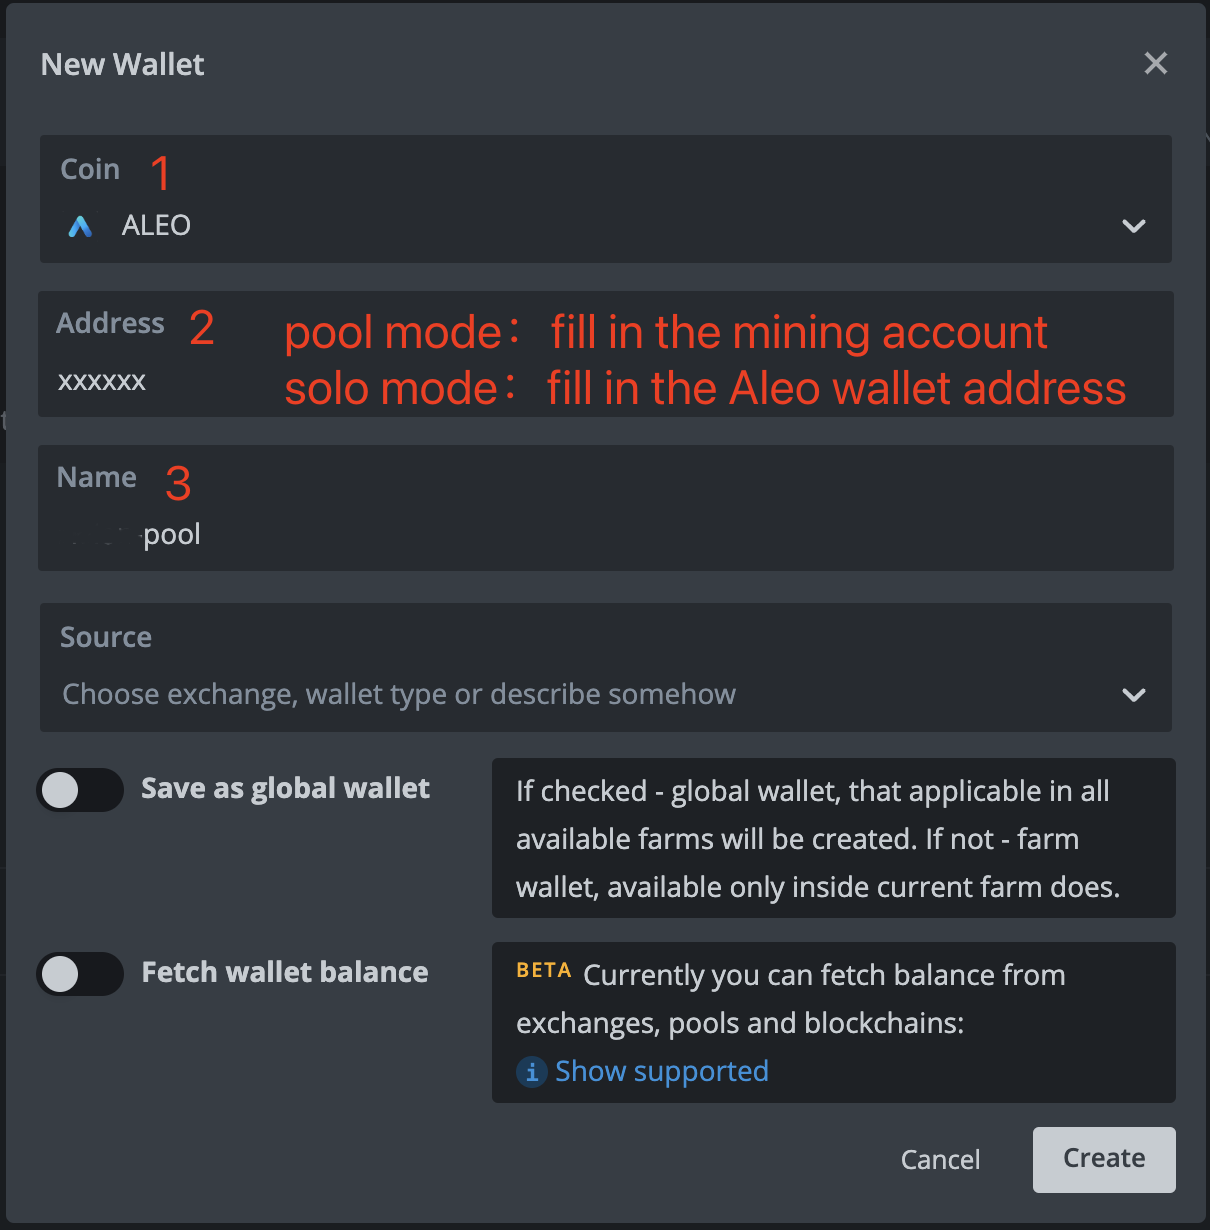 New Wallet
Coin 1
ALEO
Address 2 pool mode： fill in the mining account
xxxxxx solo mode： fill in the Aleo wallet address
Name 3
-pool
Source
Choose exchange, wallet type or describe somehow
Save as global wallet
If checked - global wallet, that applicable in all
available farms will be created. If not - farm
wallet, available only inside current farm does.
Fetch wallet balance
BETA Currently you can fetch balance from
exchanges, pools and blockchains:
i Show supported
Cancel Create